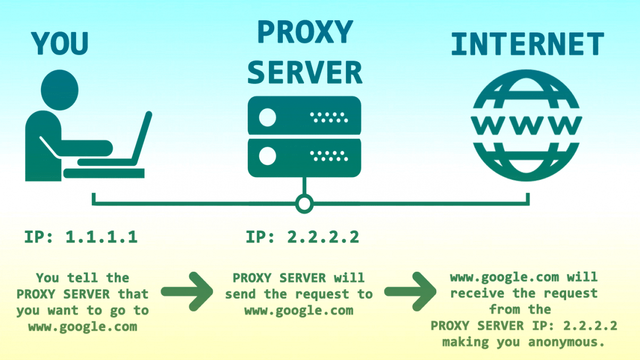 YOU
PROXY
SERVER
INTERNET
WWW
IP: 1.1.1.1
IP: 2.2.2.2
You tell the
PROXY SERVER that
you want to go to
www.google.com
PROXY SERVER will
send the request to
www.google.com
www.google.com will
receive the request
from the
PROXY SERVER IP: 2.2.2.2
making you anonymous.